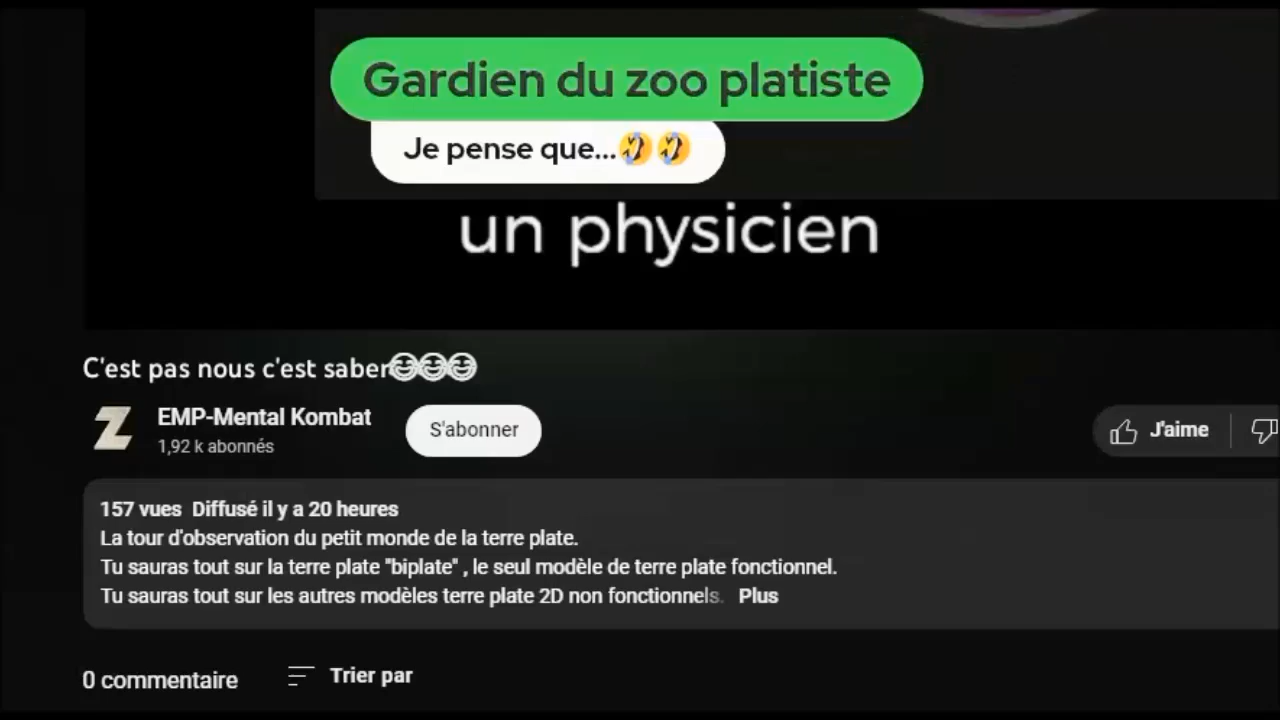 Gardien du zoo platiste
Je pense que...🤣🤣
un physicien
C'est pas nous c'est saber😂😂😂
EMP-Mental Kombat
1,92 k abonnés
S'abonner
J'aime
157 vues Diffusé il y a 20 heures
La tour d'observation du petit monde de la terre plate.
Tu sauras tout sur la terre plate "biplate" , le seul modèle de terre plate fonctionnel.
Tu sauras tout sur les autres modèles terre plate 2D non fonctionnels. Plus
0 commentaire
Trier par